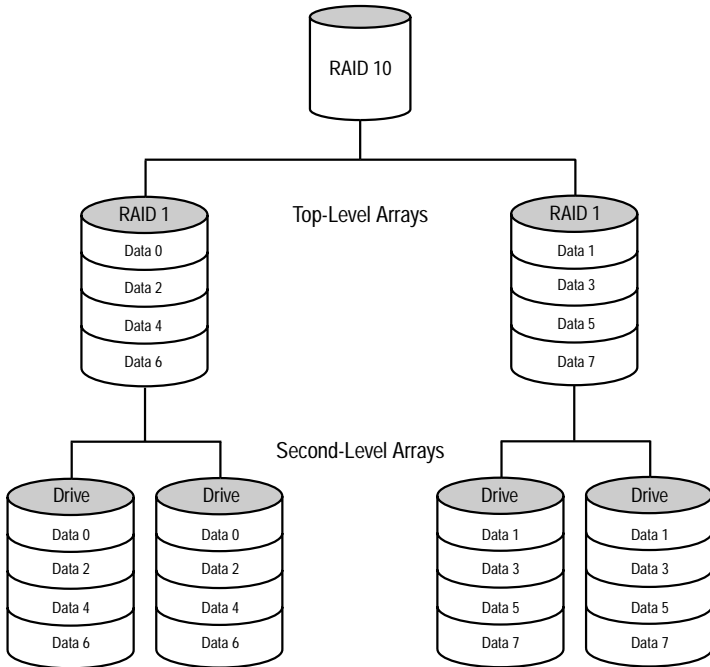 RAID 10
RAID 1
Top-Level Arrays
RAID 1
Data 0
Data 2
Data 4
Data 6
Data 1
Data 3
Data 5
Data 7
Second-Level Arrays
Drive
Data 0
Data 2
Data 4
Data 6
Drive
Data 0
Data 2
Data 4
Data 6
Drive
Data 1
Data 3
Data 5
Data 7
Drive
Data 1
Data 3
Data 5
Data 7